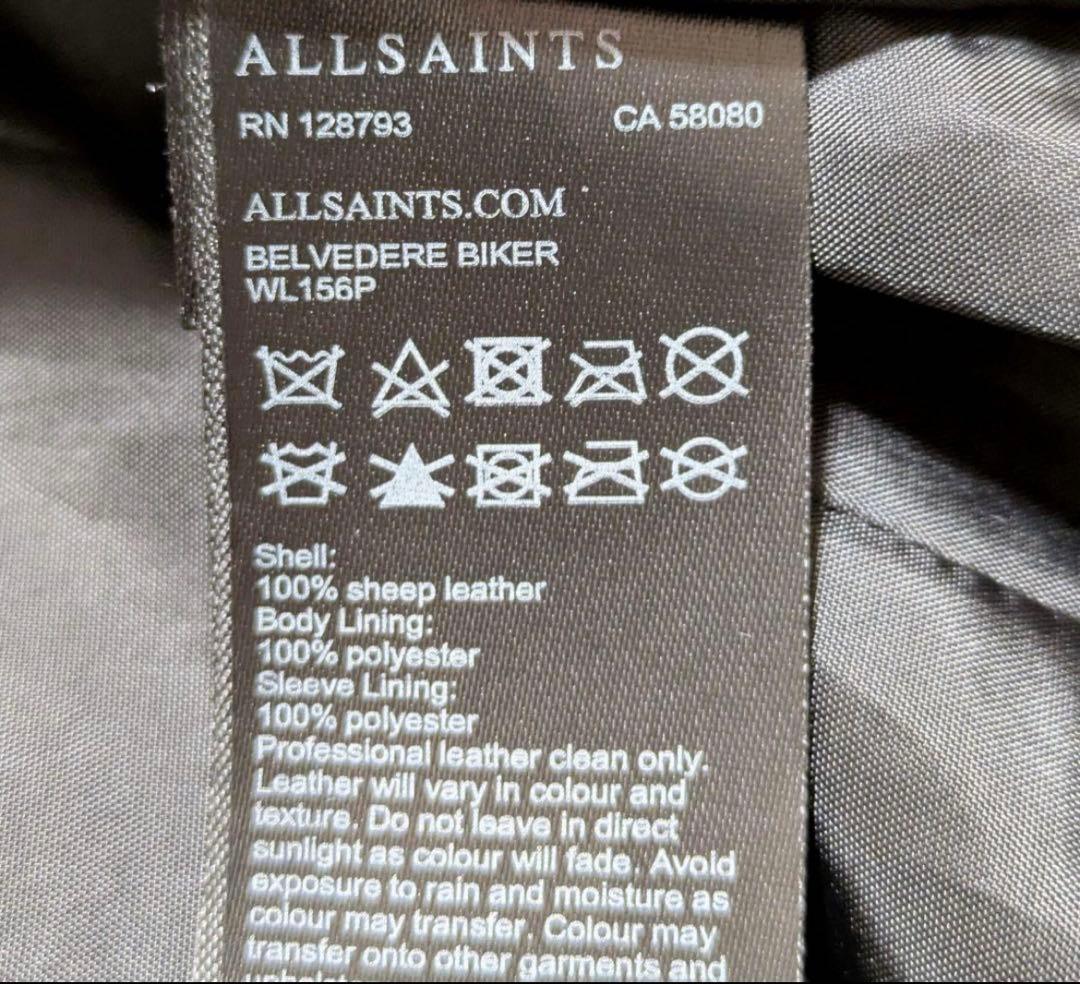 ALLSAINTS
RN 128793 CA 58080
ALLSAINTS.COM
BELVEDERE BIKER
WL156P
Shell:
100% sheep leather
Body Lining:
100% polyester
Sleeve Lining:
100% polyester
Professional leather clean only.
Leather will vary in colour and
texture. Do not leave in direct
sunlight as colour will fade. Avoid
exposure to rain and moisture as
colour may transfer. Colour may
transfer onto other garments and